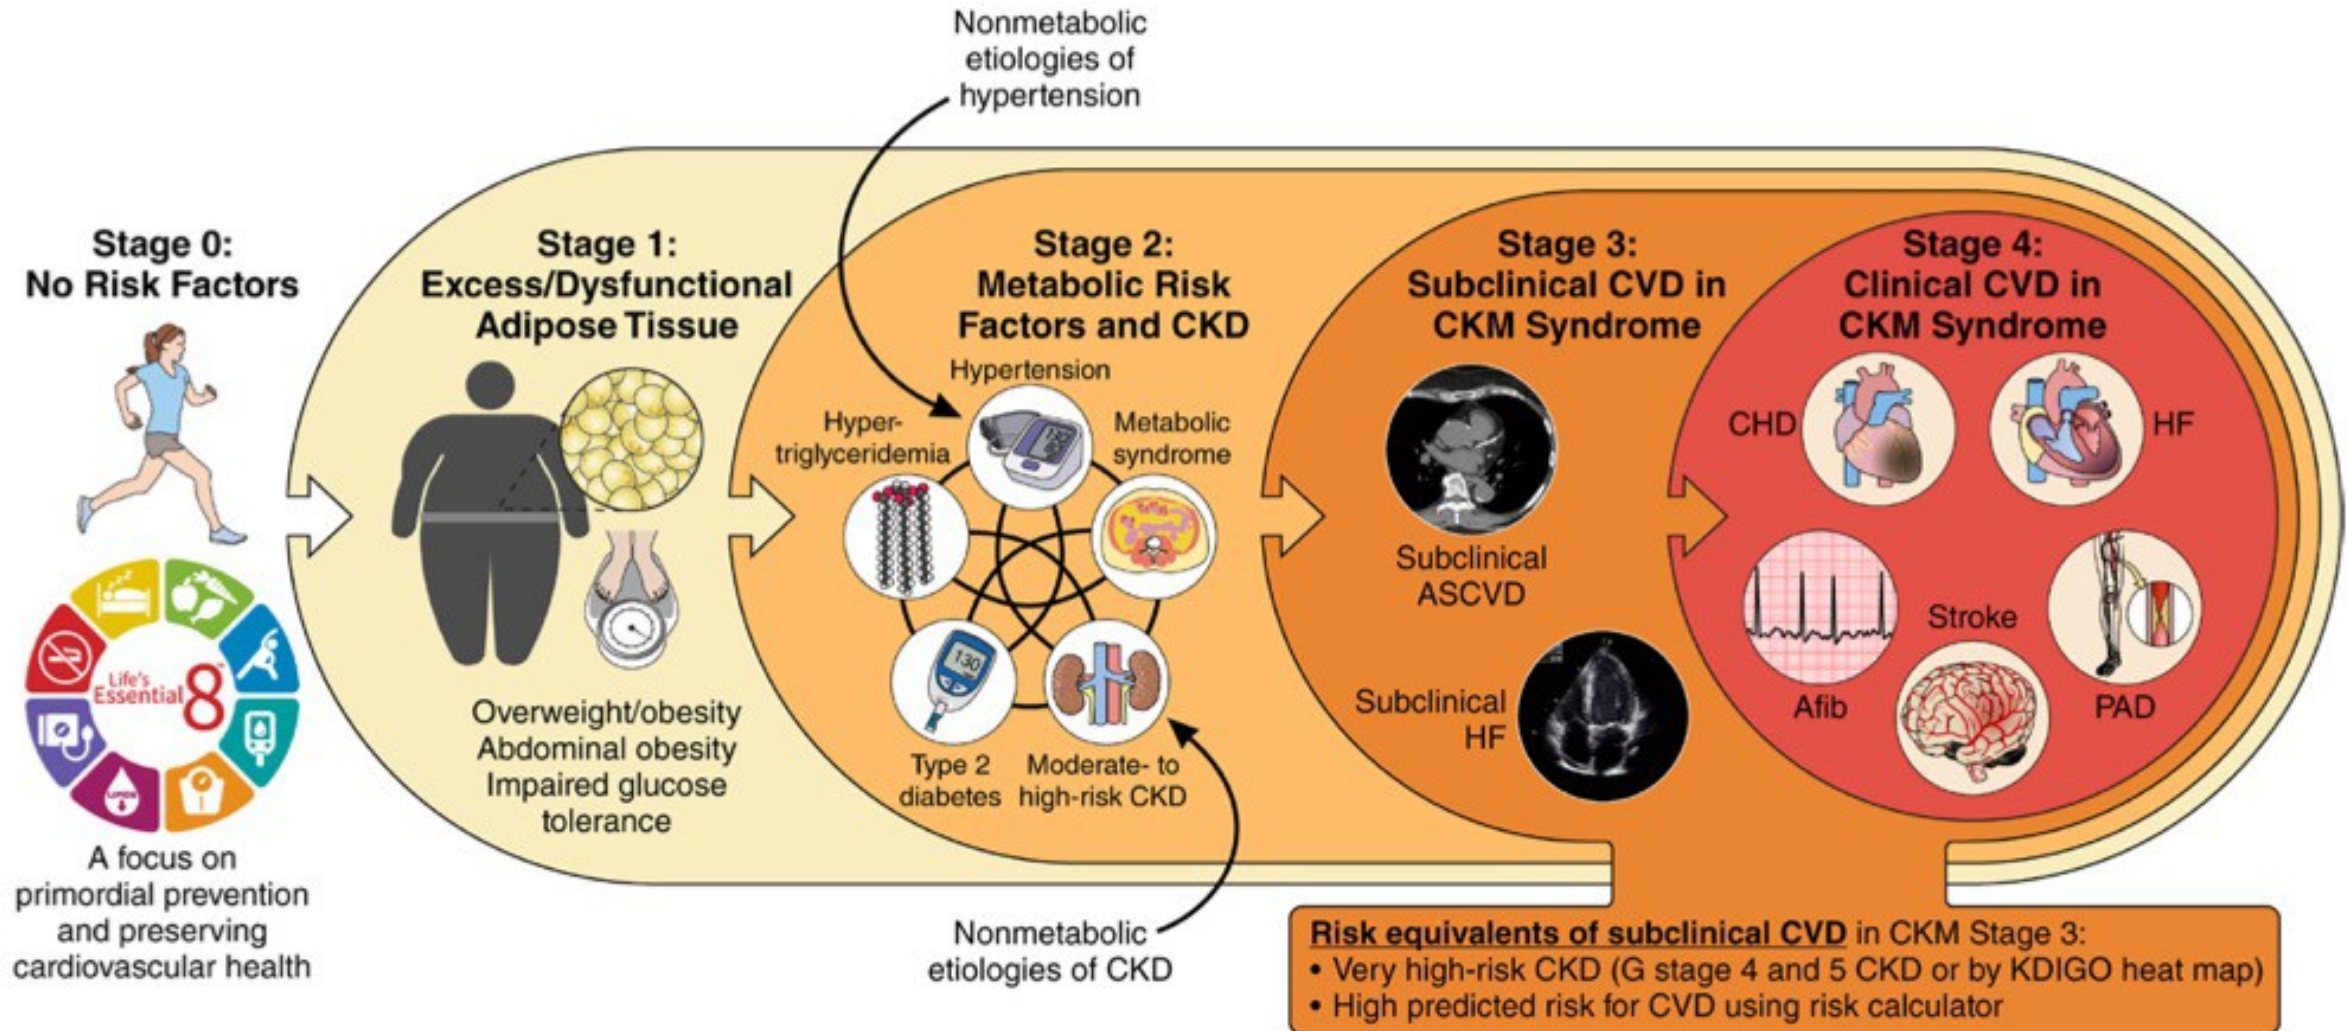 Nonmetabolic
etiologies of
hypertension
Stage 0:
No Risk Factors
Life's
Essential 8
™
A focus on
primordial prevention
and preserving
cardiovascular health
Stage 1:
Excess/Dysfunctional
Adipose Tissue
Overweight/obesity
Abdominal obesity
Impaired glucose
tolerance
Stage 2:
Metabolic Risk
Factors and CKD
Hypertension
Hyper-
triglyceridemia
Metabolic
syndrome
130
Type 2
diabetes
Moderate- to
high-risk CKD
Nonmetabolic
etiologies of CKD
Stage 3:
Subclinical CVD in
CKM Syndrome
Subclinical
ASCVD
Subclinical
HF
Stage 4:
Clinical CVD in
CKM Syndrome
CHD
HF
Afib
Stroke
PAD
Risk equivalents of subclinical CVD in CKM Stage 3:
• Very high-risk CKD (G stage 4 and 5 CKD or by KDIGO heat map)
• High predicted risk for CVD using risk calculator